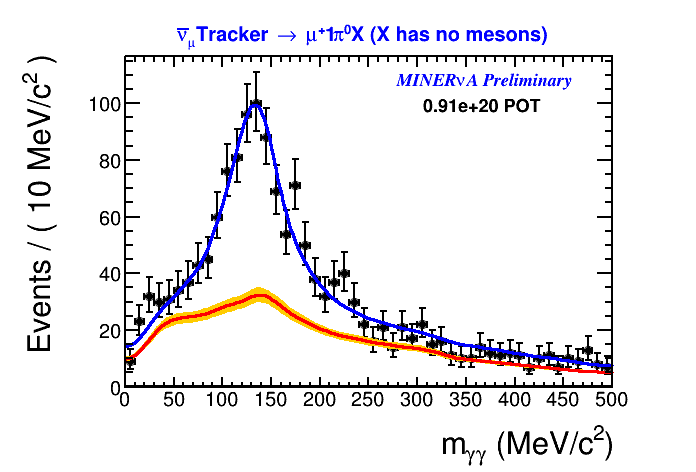 ν̅μTracker → μ⁺1π⁰X (X has no mesons)
MINERνA Preliminary
0.91e+20 POT
Events / ( 10 MeV/c² )
100
80
60
40
20
0
0 50 100 150 200 250 300 350 400 450 500
mγγ (MeV/c²)